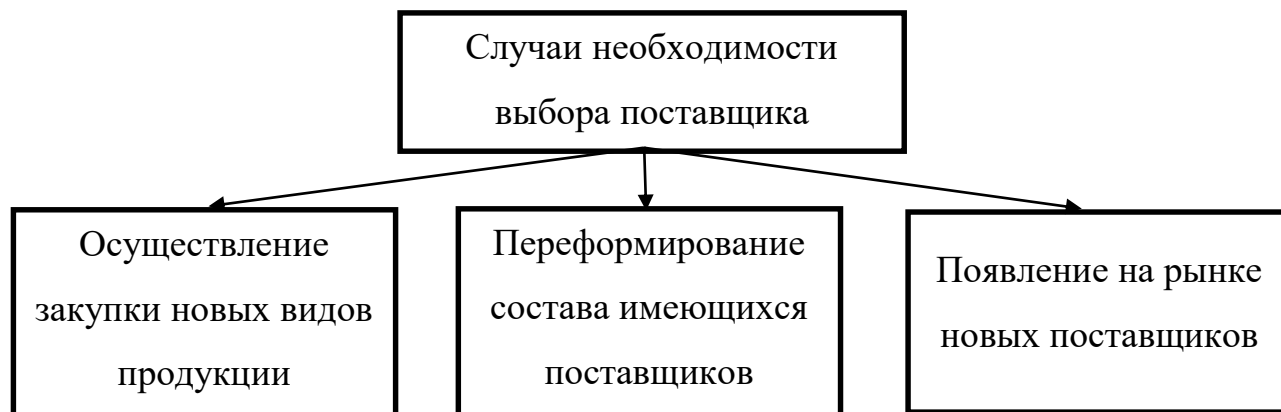 Случаи необходимости
выбора поставщика
Осуществление
закупки новых видов
продукции
Переформирование
состава имеющихся
поставщиков
Появление на рынке
новых поставщиков